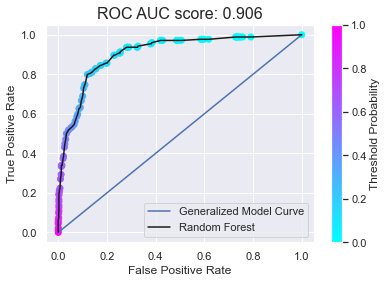 ROC AUC score: 0.906
True Positive Rate
1.0
0.8
0.6
0.4
0.2
0.0
Generalized Model Curve
Random Forest
0.0 0.2 0.4 0.6 0.8 1.0
False Positive Rate
1.0
0.8
0.6
0.4
0.2
0.0
Threshold Probability